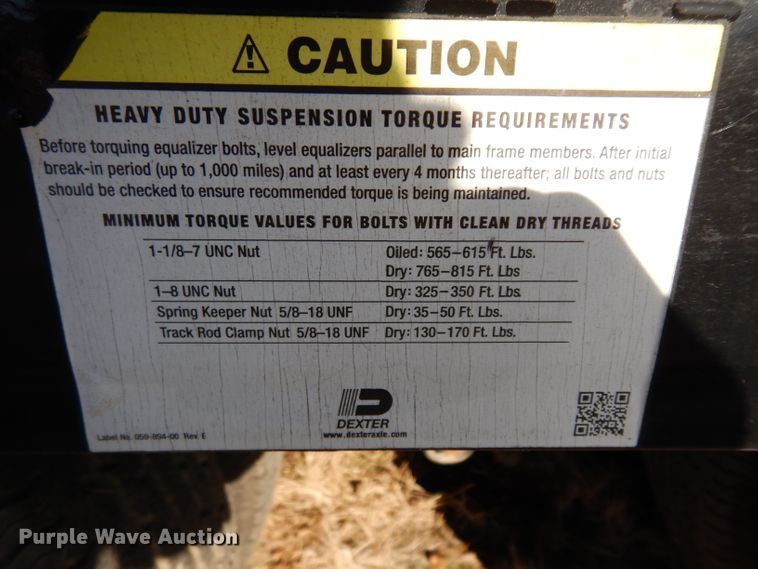 CAUTION
HEAVY DUTY SUSPENSION TORQUE REQUIREMENTS
Before torquing equalizer bolts, level equalizers parallel to main frame members. After initial
break-in period (up to 1,000 miles) and at least every 4 months thereafter; all bolts and nuts
should be checked to ensure recommended torque is being maintained.
MINIMUM TORQUE VALUES FOR BOLTS WITH CLEAN DRY THREADS
1-1/8–7 UNC Nut Oiled: 565–615 Ft. Lbs.
Dry: 765–815 Ft. Lbs
1–8 UNC Nut Dry: 325–350 Ft. Lbs.
Spring Keeper Nut 5/8–18 UNF Dry: 35–50 Ft. Lbs.
Track Rod Clamp Nut 5/8–18 UNF Dry: 130–170 Ft. Lbs.
DEXTER
www.dexteraxle.com
Label No. 059-894-00 Rev. E
Purple Wave Auction